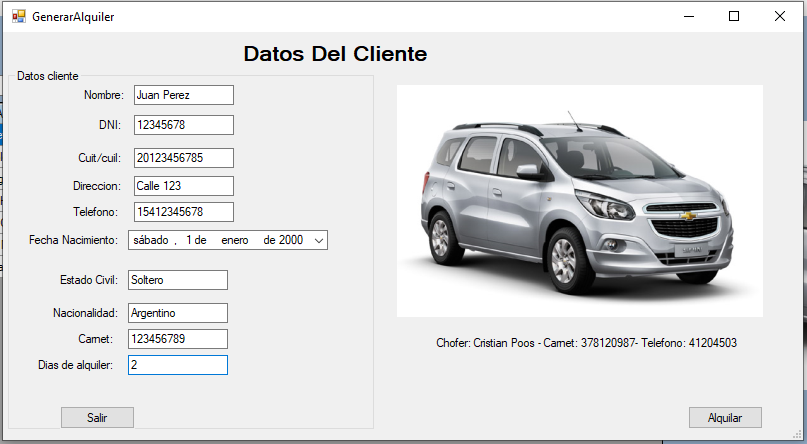 GenerarAlquiler
Datos Del Cliente
Datos cliente
Nombre: Juan Perez
DNI: 12345678
Cuit/cuil: 20123456785
Direccion: Calle 123
Telefono: 15412345678
Fecha Nacimiento: sábado , 1 de enero de 2000
Estado Civil: Soltero
Nacionalidad: Argentino
Carnet: 123456789
Dias de alquiler: 2
Salir
Chofer: Cristian Poos - Carnet: 378120987- Telefono: 41204503
Alquilar